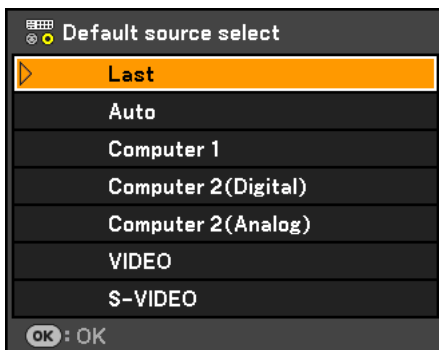 Default source select
Last
Auto
Computer 1
Computer 2(Digital)
Computer 2(Analog)
VIDEO
S-VIDEO
OK : OK